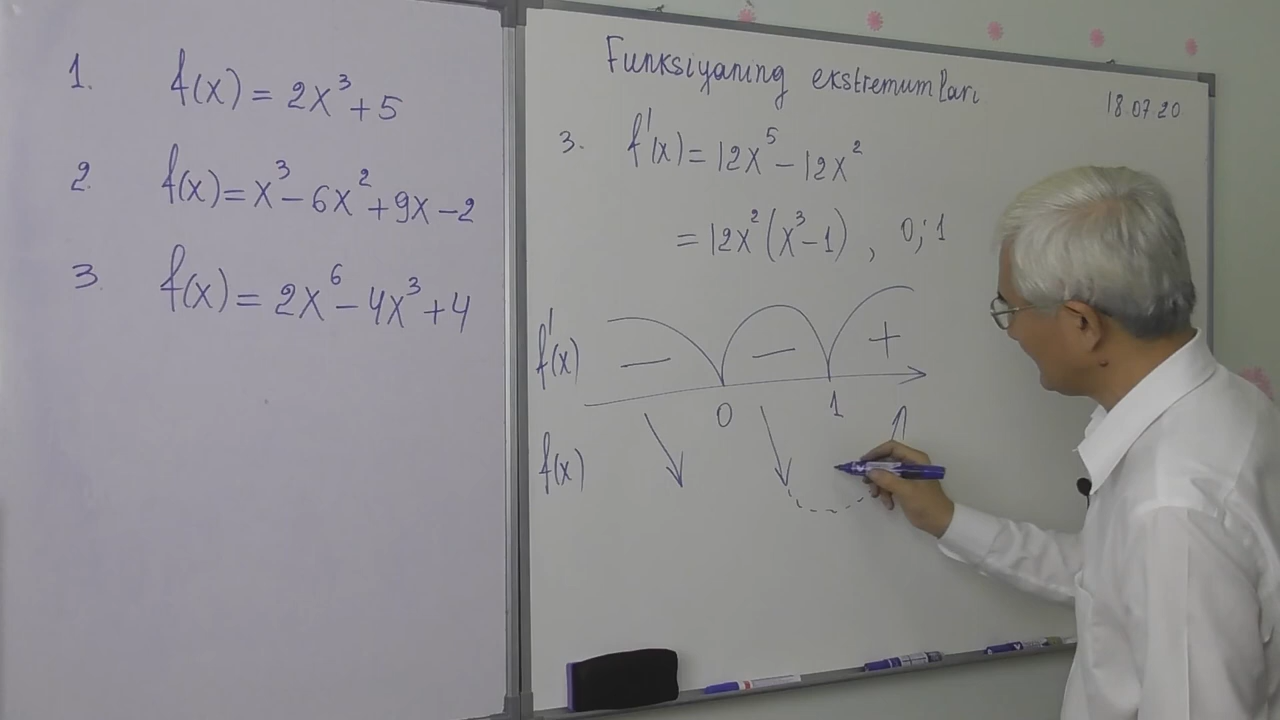 1. f(x) = 2x³ + 5
2. f(x) = x³ − 6x² + 9x − 2
3. f(x) = 2x⁶ − 4x³ + 4
Funksiyaning ekstremumlari
18.07.20
3. f'(x) = 12x⁵ − 12x²
= 12x²(x³ − 1) , 0; 1
f'(x) − − +
0 1
f(x)